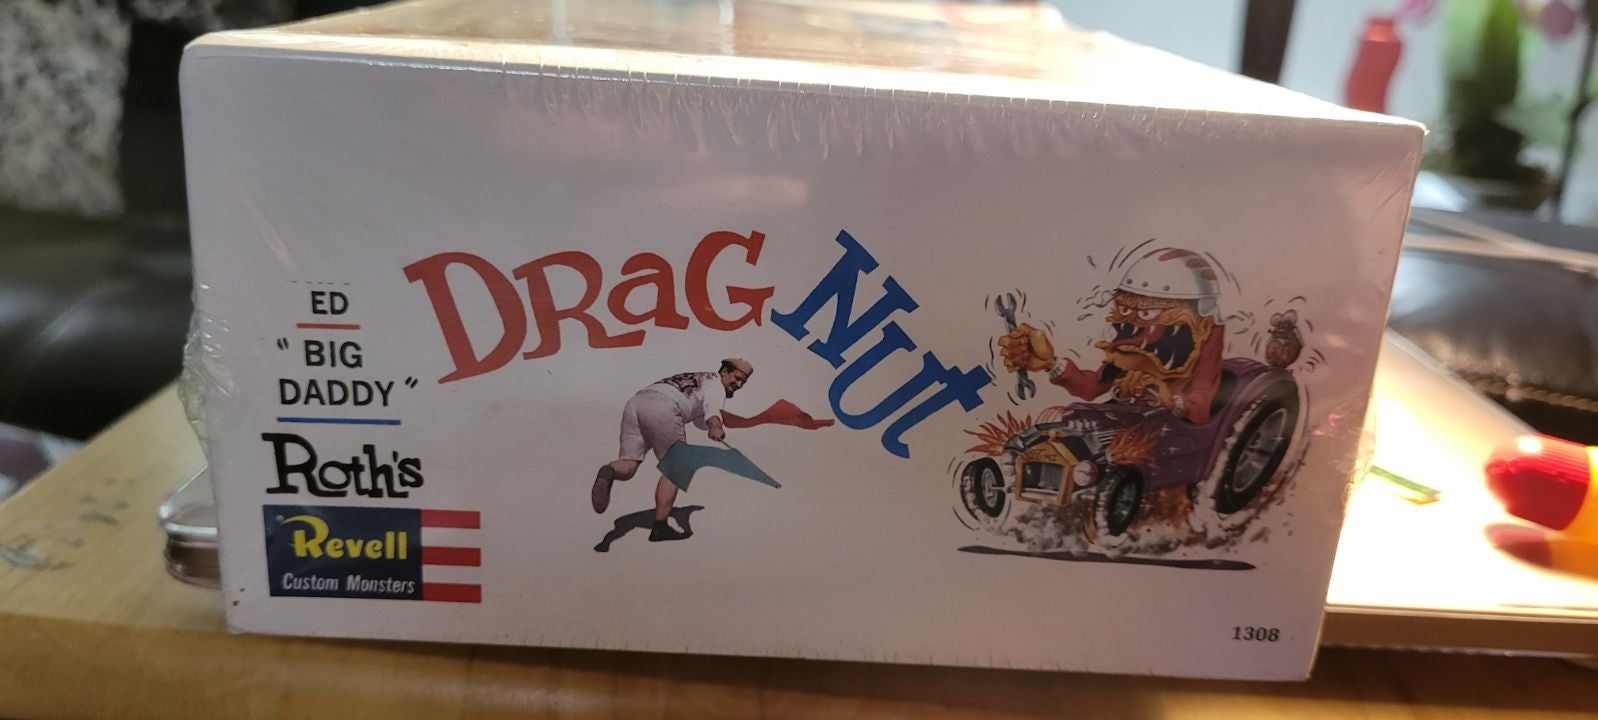 DRAG NUT
ED
" BIG
DADDY "
Roth's
Revell
Custom Monsters
1308